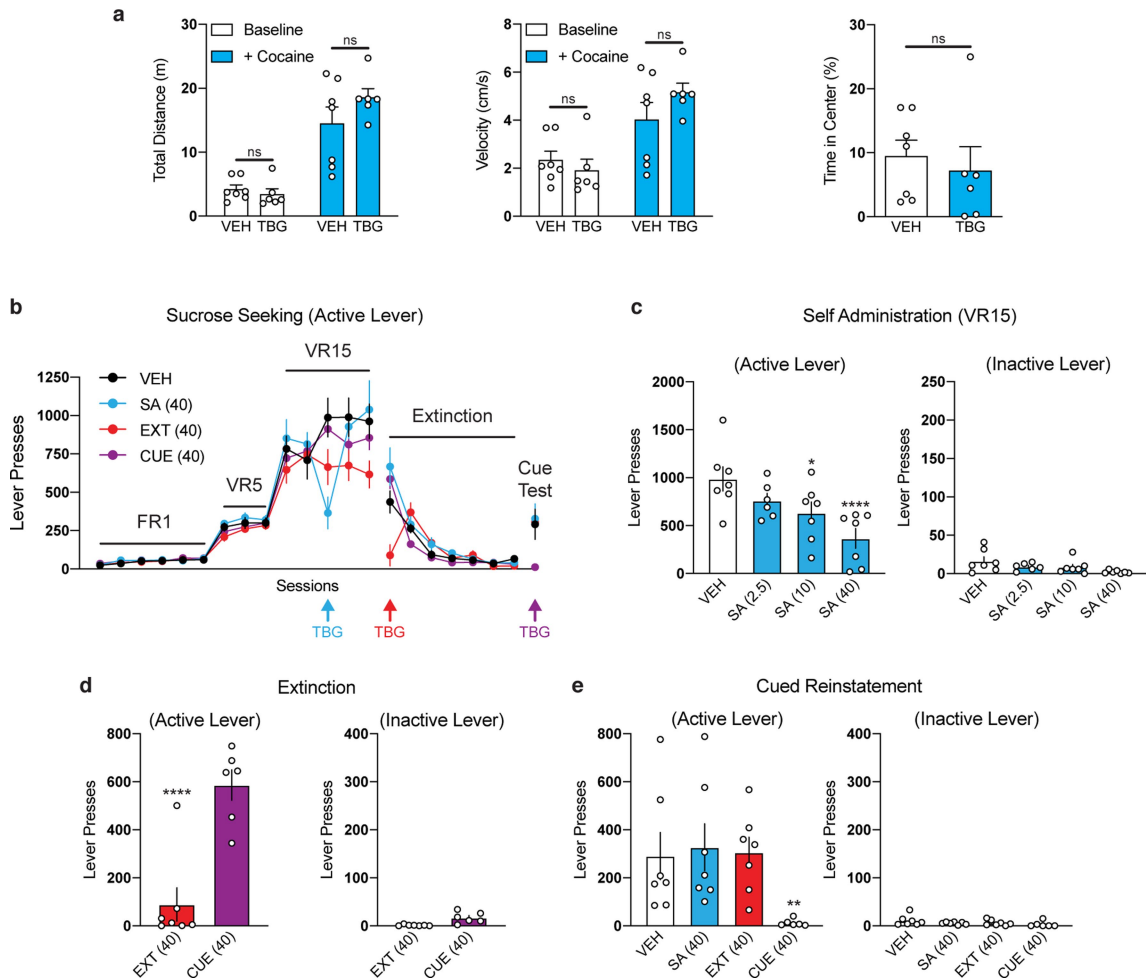 a
Baseline
+ Cocaine
ns
ns
Total Distance (m)
30
20
10
0
VEH TBG VEH TBG
Baseline
+ Cocaine
ns
ns
Velocity (cm/s)
8
6
4
2
0
VEH TBG VEH TBG
ns
Time in Center (%)
30
20
10
0
VEH TBG
b
Sucrose Seeking (Active Lever)
VR15
VEH
SA (40)
EXT (40)
CUE (40)
Extinction
VR5
FR1
Cue
Test
Lever Presses
1250
1000
750
500
250
0
Sessions
TBG TBG TBG
c
Self Administration (VR15)
(Active Lever)
Lever Presses
2000
1500
1000
500
0
*
****
VEH SA (2.5) SA (10) SA (40)
(Inactive Lever)
Lever Presses
250
200
150
100
50
0
VEH SA (2.5) SA (10) SA (40)
d
Extinction
(Active Lever)
Lever Presses
800
600
400
200
0
****
EXT (40) CUE (40)
(Inactive Lever)
Lever Presses
400
300
200
100
0
EXT (40) CUE (40)
e
Cued Reinstatement
(Active Lever)
Lever Presses
800
600
400
200
0
**
VEH SA (40) EXT (40) CUE (40)
(Inactive Lever)
Lever Presses
400
300
200
100
0
VEH SA (40) EXT (40) CUE (40)